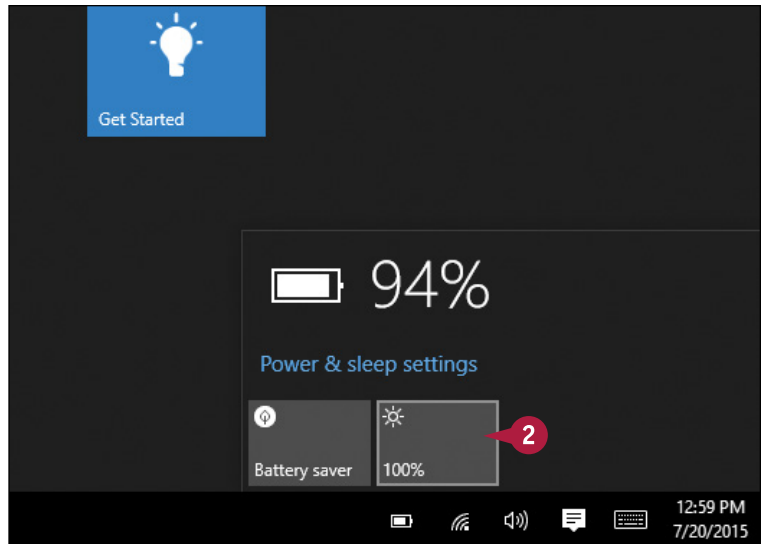 Get Started
94%
Power & sleep settings
Battery saver
100%
2
12:59 PM
7/20/2015